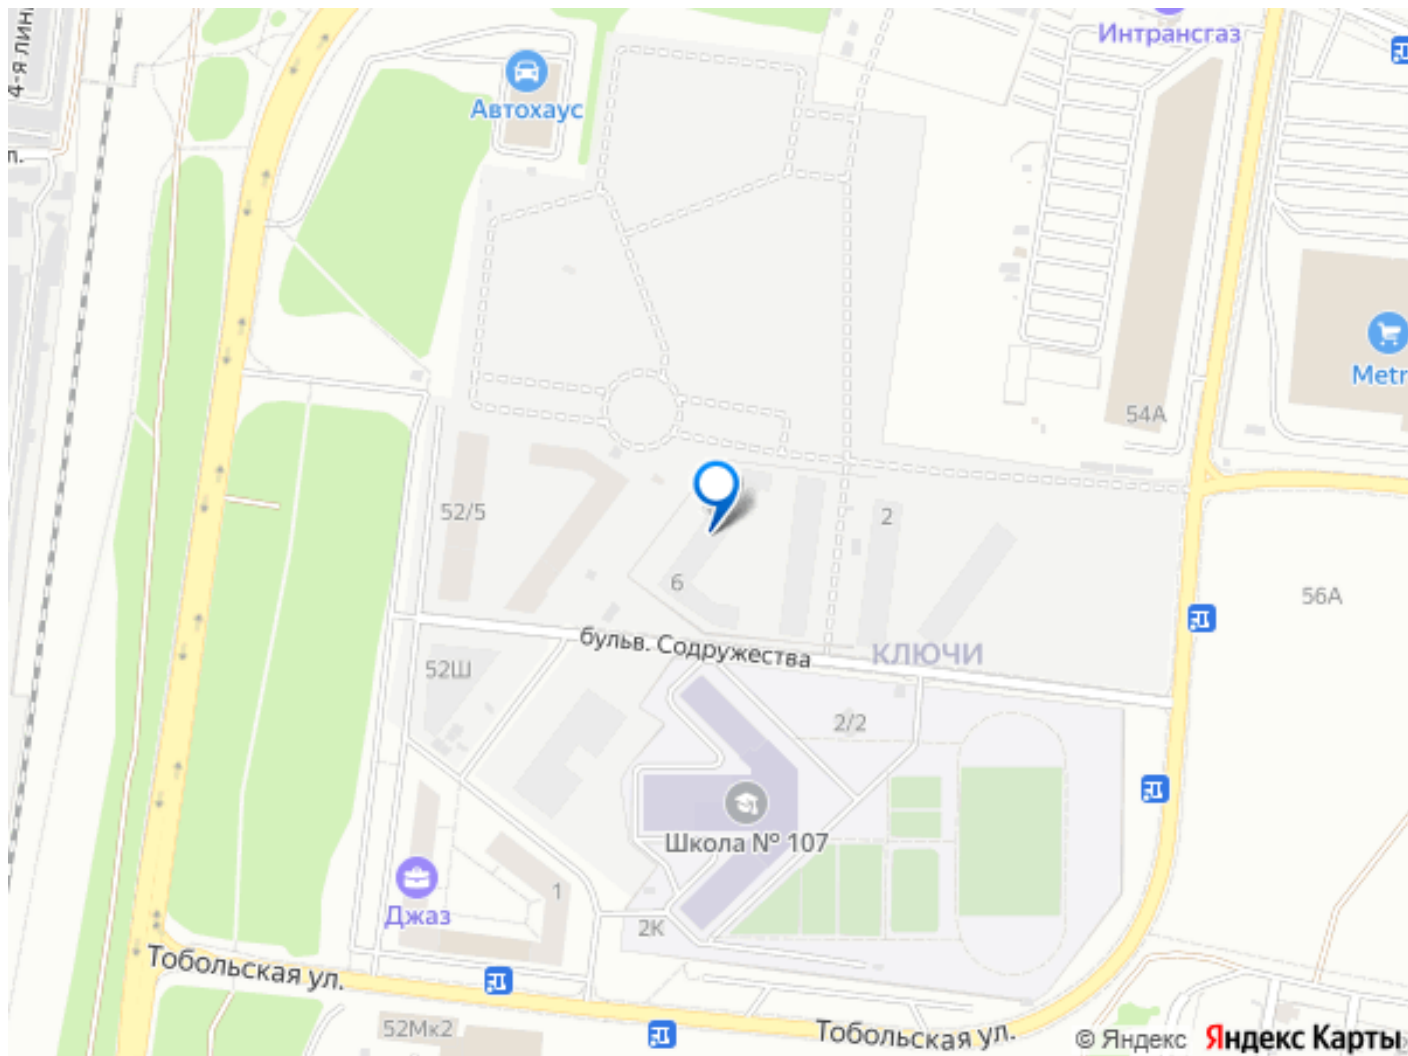 4-я лин
Интрансгаз
Автохаус
л.
Metr
54А
52/5
2
6
56А
бульв. Содружества
КЛЮЧИ
52Ш
2/2
Школа № 107
1
Джаз
2К
Тобольская ул.
52Мк2
Тобольская ул.
© Яндекс Яндекс Карты